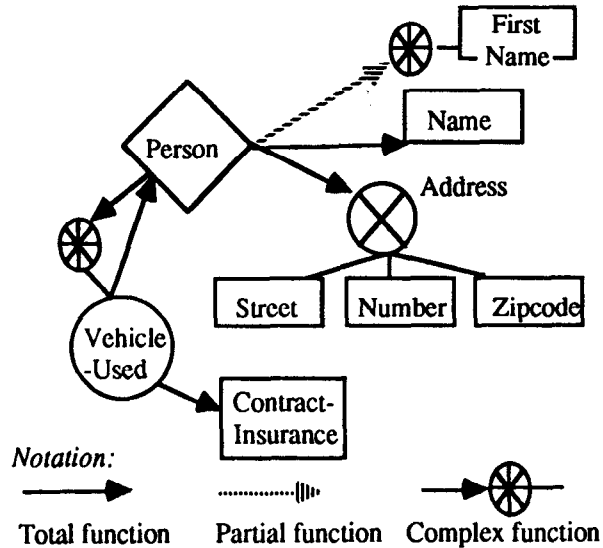 First
Name
Name
Person
Address
Street
Number
Zipcode
Vehicle
-Used
Contract-
Insurance
Notation:
Total function
Partial function
Complex function